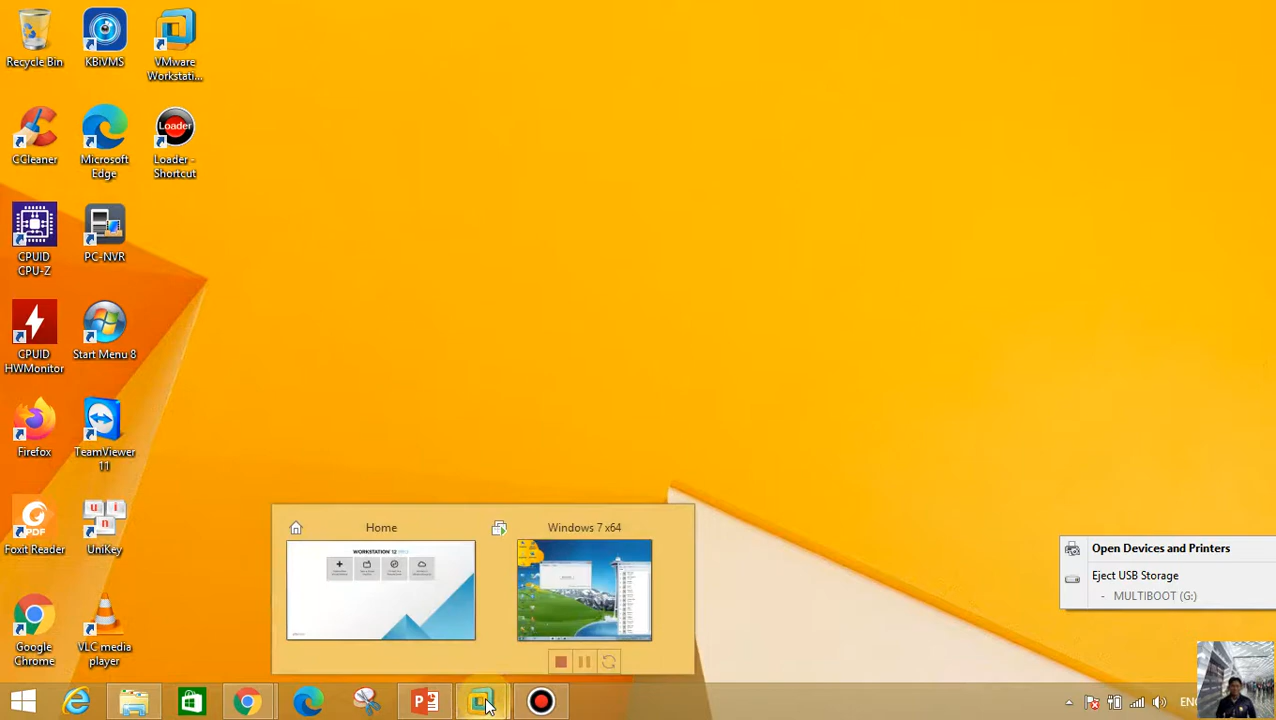 Recycle Bin
KBiVMS
VMware
Workstati...
CCleaner
Microsoft
Edge
Loader
Loader -
Shortcut
CPUID
CPU-Z
PC-NVR
CPUID
HWMonitor
Start Menu 8
Firefox
TeamViewer
11
PDF
Foxit Reader
u i
n
UniKey
Google
Chrome
VLC media
player
Home
Windows 7 x64
WORKSTATION 12
Open Devices and Printers
Eject USB Storage
- MULTIBOOT (G:)